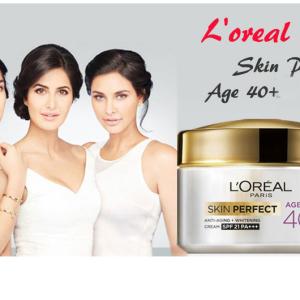 L'oreal
Skin P
Age 40+
L'ORÉAL
PARIS
SKIN PERFECT
ANTI-AGING + WHITENING
CREAM SPF 21 PA+++
AGE
40